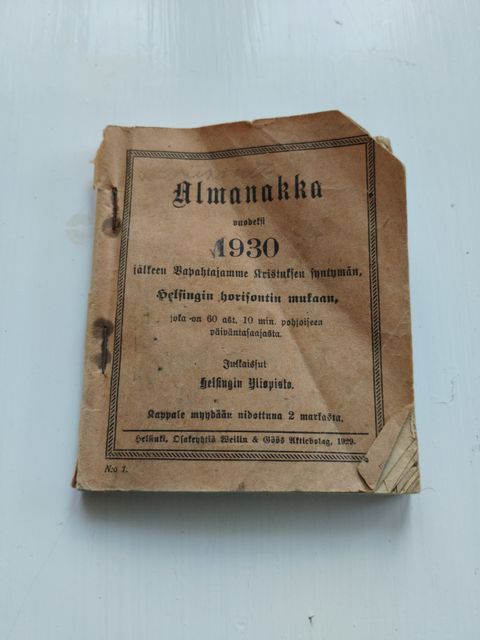 Almanakka
vuodeksi
1930
jälkeen Vapahtajamme Kristuksen syntymän,
Helsingin horisontin mukaan,
joka on 60 ast. 10 min. pohjoiseen
päiväntasaajasta.
Julkaissut
Helsingin Yliopisto.
Kappale myydään nidottuna 2 markasta.
Helsinki, Osakeyhtiö Weilin & Göös Aktiebolag, 1929.
N:o 1.